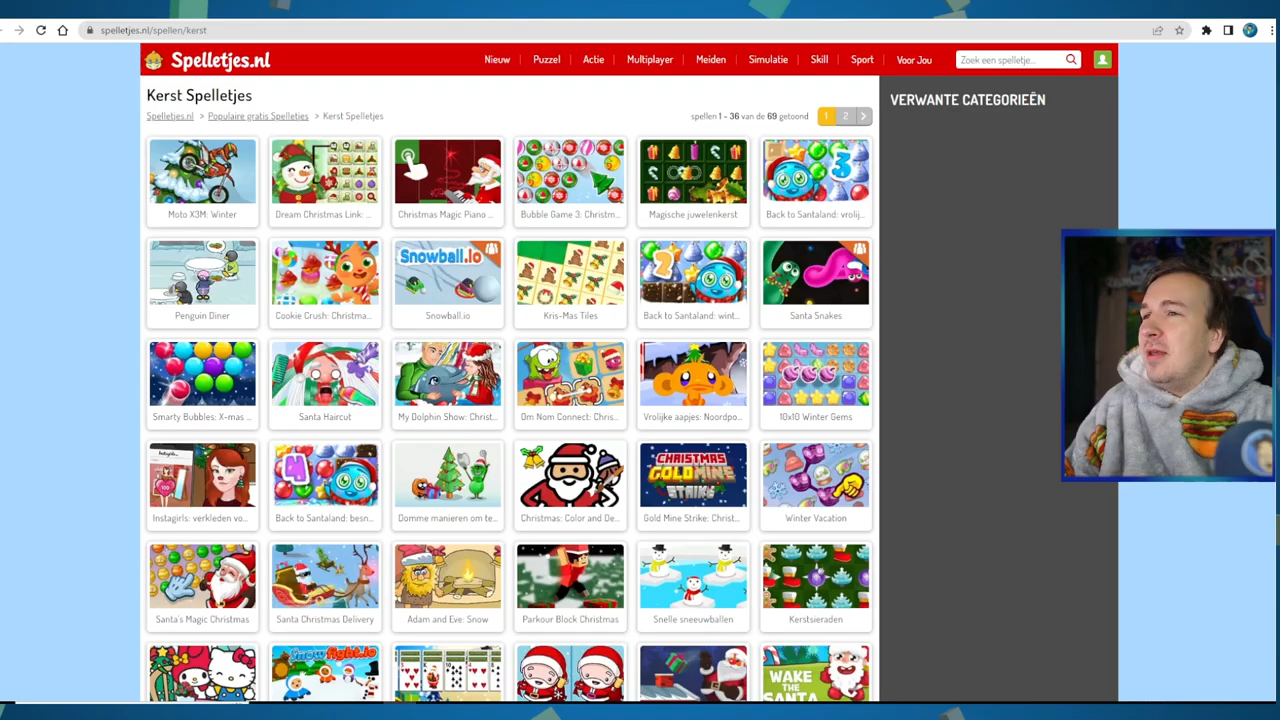 spelletjes.nl/spellen/kerst
Spelletjes.nl
Nieuw Puzzel Actie Multiplayer Meiden Simulatie Skill Sport Voor Jou
Zoek een spelletje...
Kerst Spelletjes
VERWANTE CATEGORIEËN
Spelletjes.nl > Populaire gratis Spelletjes > Kerst Spelletjes
spellen 1 - 36 van de 69 getoond
1 2
3
Moto X3M: Winter
Dream Christmas Link: ...
Christmas Magic Piano ...
Bubble Game 3: Christm...
Magische juwelenkerst
Back to Santaland: vrolij...
Snowball.io
2
Penguin Diner
Cookie Crush: Christma...
Snowball.io
Kris-Mas Tiles
Back to Santaland: wint...
Santa Snakes
Smarty Bubbles: X-mas ...
Santa Haircut
My Dolphin Show: Christ...
Om Nom Connect: Chris...
Vrolijke aapjes: Noordpo...
10x10 Winter Gems
4
CHRISTMAS
GOLDMINE
STRIKE
Instagirls: verkleden vo...
Back to Santaland: besn...
Domme manieren om te...
Christmas: Color and De...
Gold Mine Strike: Christ...
Winter Vacation
Santa's Magic Christmas
Santa Christmas Delivery
Adam and Eve: Snow
Parkour Block Christmas
Snelle sneeuwballen
Kerstsieraden
Snowfight.io
WAKE
THE
SANTA